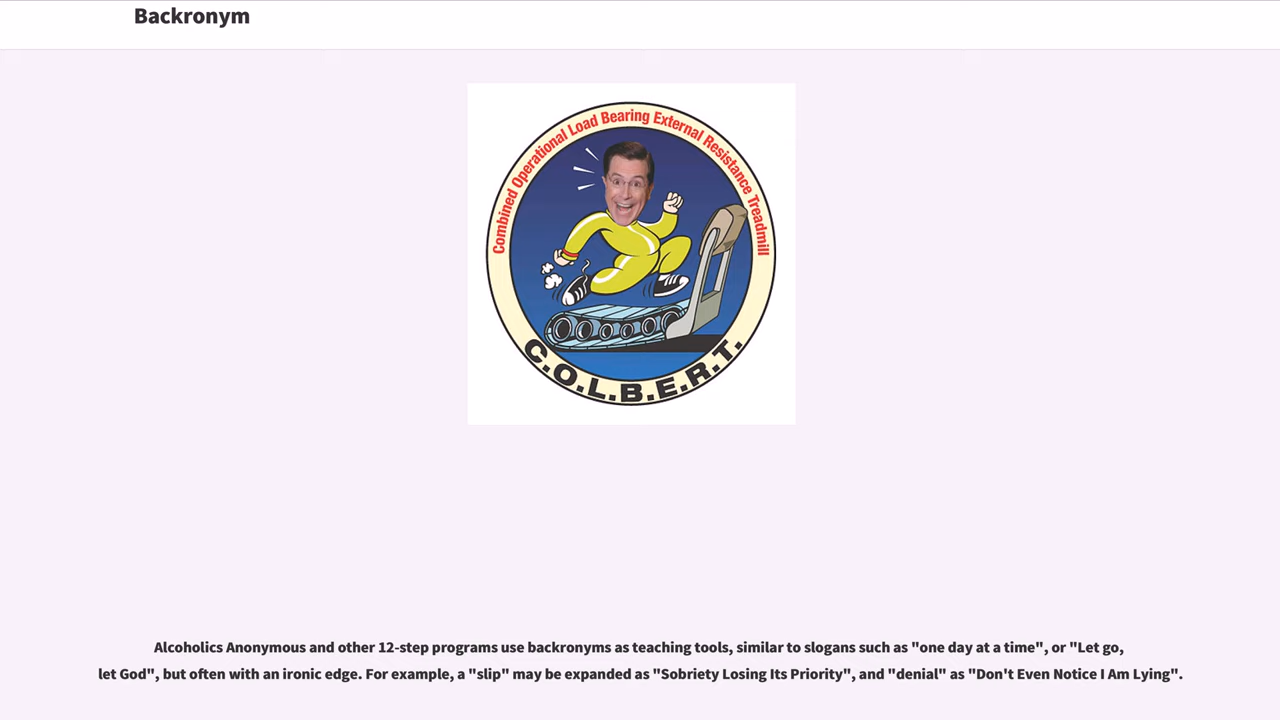 Backronym
Combined Operational Load Bearing External Resistance Treadmill
C.O.L.B.E.R.T.
Alcoholics Anonymous and other 12-step programs use backronyms as teaching tools, similar to slogans such as "one day at a time", or "Let go,
let God", but often with an ironic edge. For example, a "slip" may be expanded as "Sobriety Losing Its Priority", and "denial" as "Don't Even Notice I Am Lying".